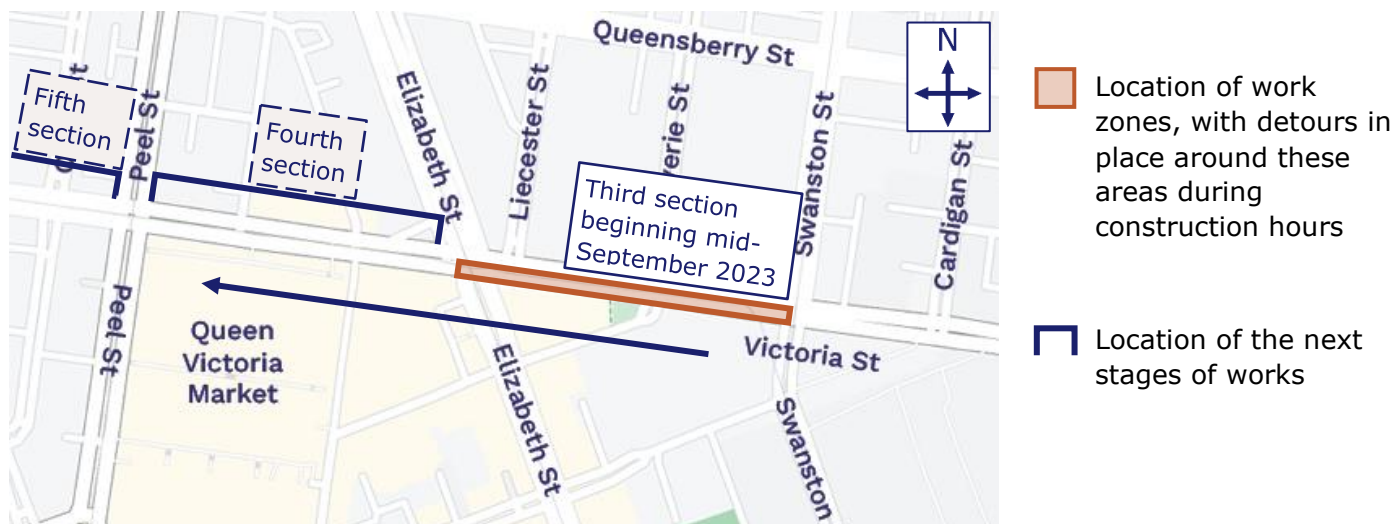 Queensberry St
N
Fifth
section
Peel St
Fourth
section
Elizabeth St
Liecester St
verie St
Swanston St
Cardigan St
Third section
beginning mid-
September 2023
Peel St
Queen
Victoria
Market
Elizabeth St
Victoria St
Swanston
Location of work
zones, with detours in
place around these
areas during
construction hours
Location of the next
stages of works